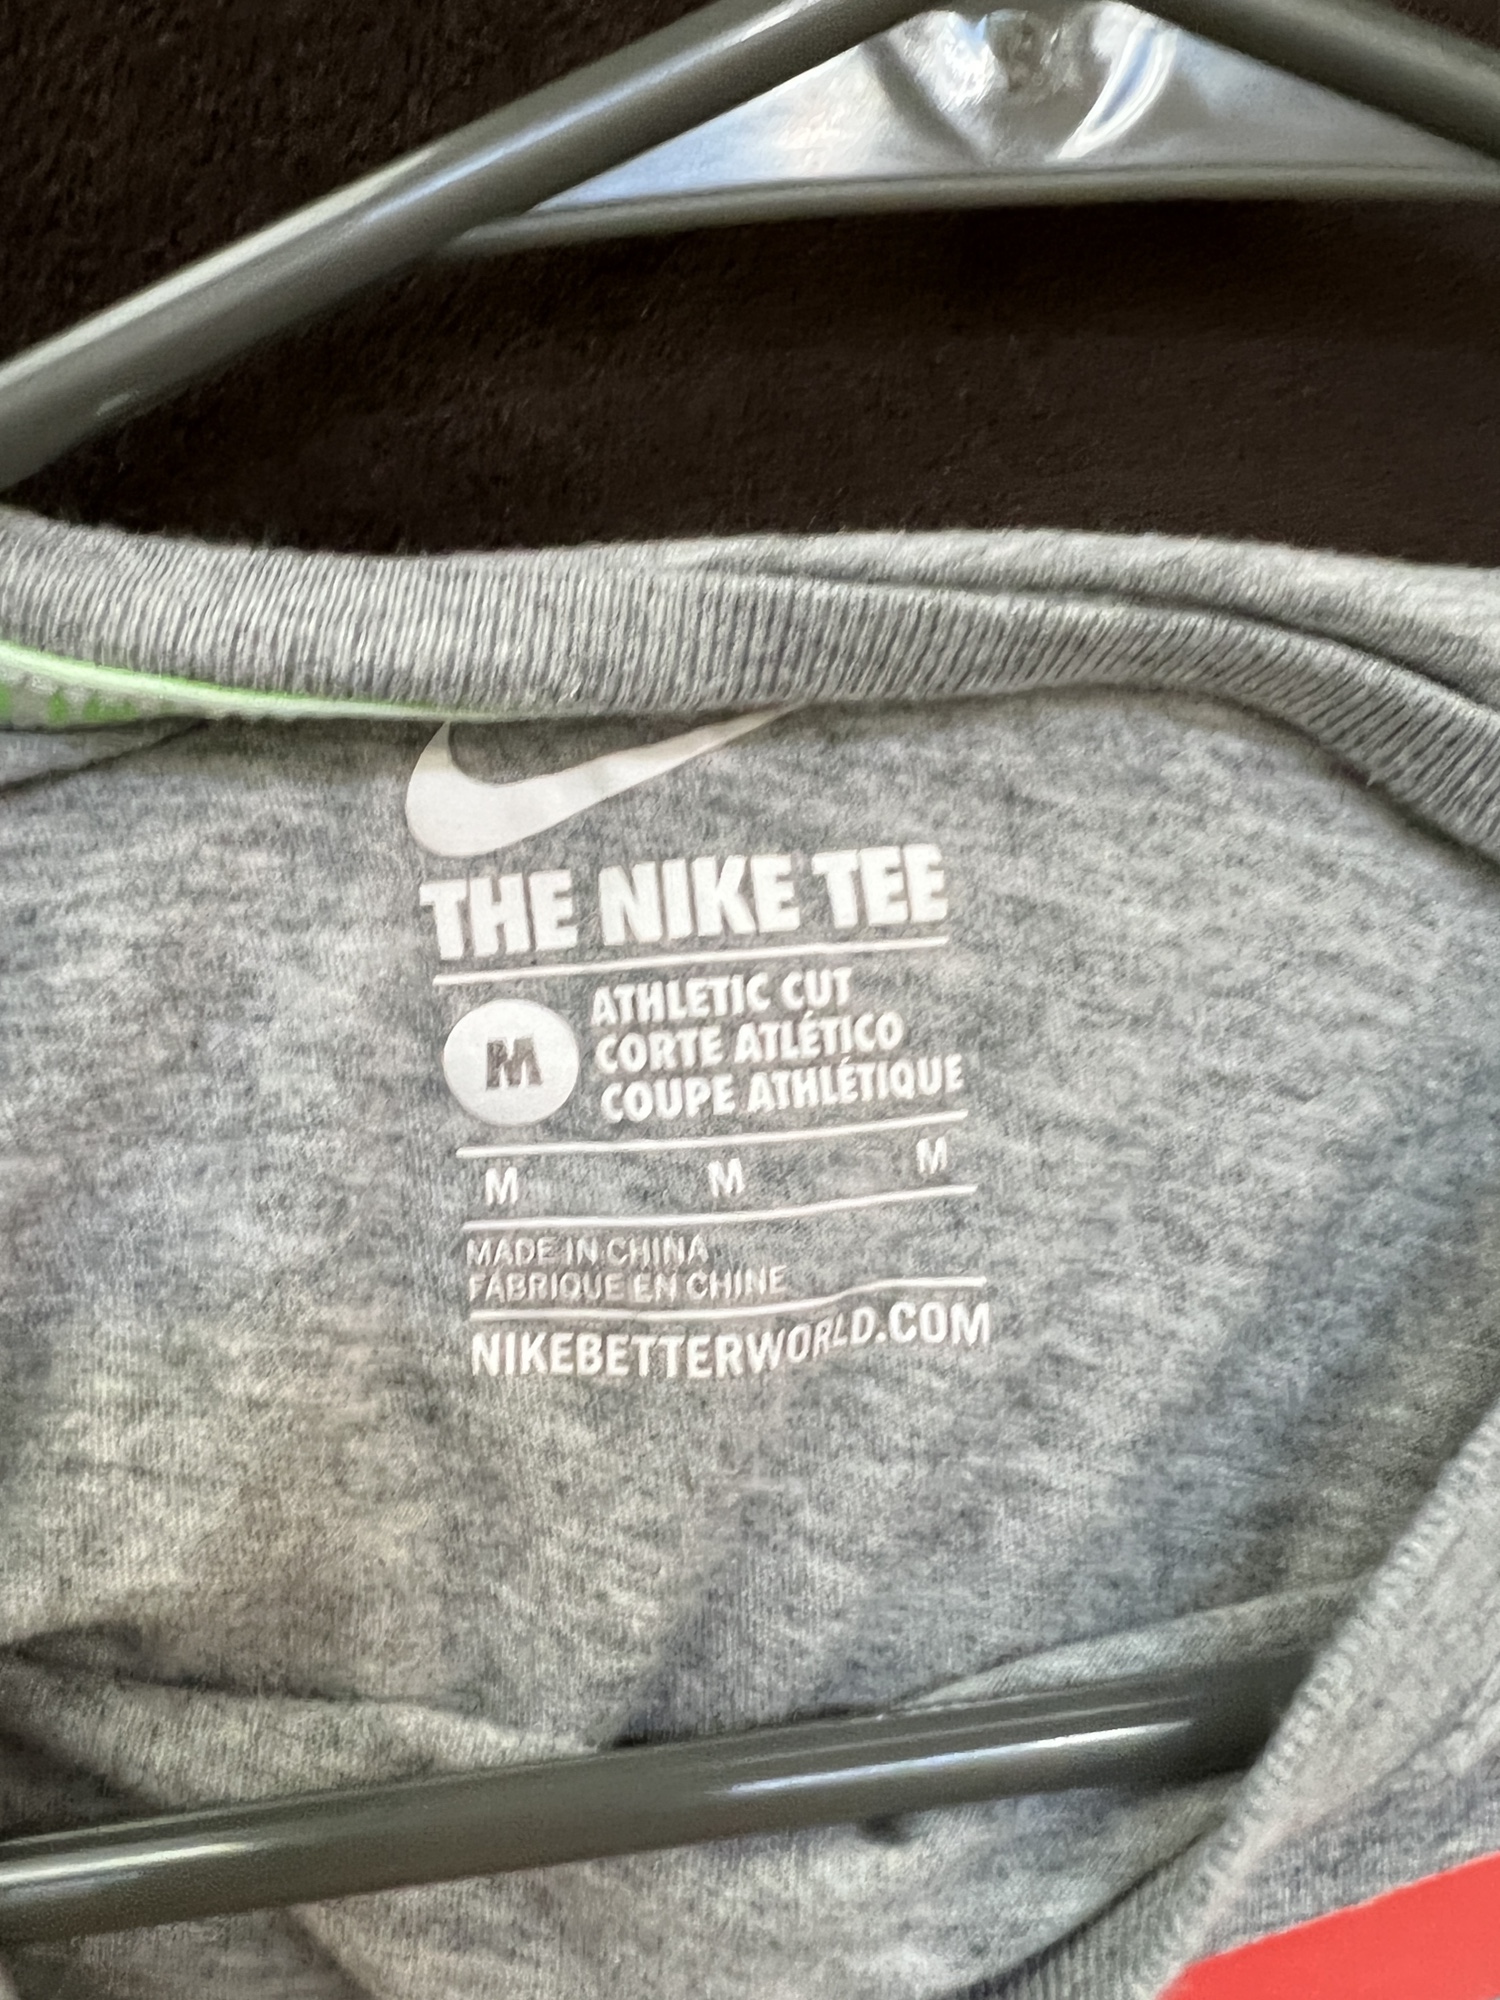 THE NIKE TEE
M
ATHLETIC CUT
CORTE ATLÉTICO
COUPE ATHLÉTIQUE
M M M
MADE IN CHINA
FABRIQUE EN CHINE
NIKEBETTERWORLD.COM